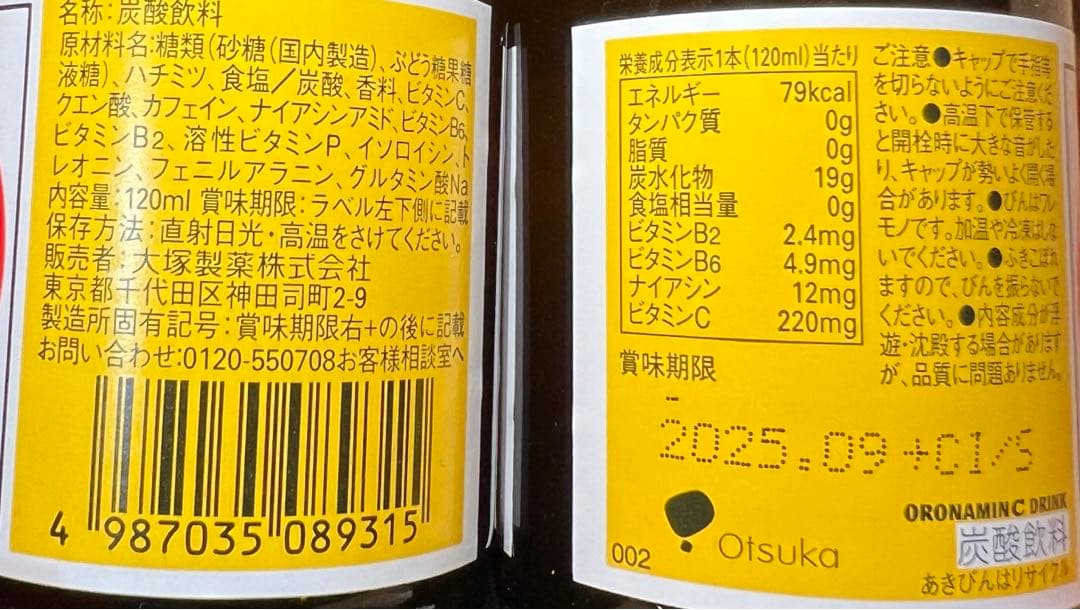 名称:炭酸飲料
原材料名:糖類(砂糖(国内製造)、ぶどう糖果糖
液糖)、ハチミツ、食塩/炭酸、香料、ビタミンC、
クエン酸、カフェイン、ナイアシンアミド、ビタミンB6、
ビタミンB2、溶性ビタミンP、イソロイシン、ト
レオニン、フェニルアラニン、グルタミン酸Na
内容量:120ml 賞味期限:ラベル左下側に記載
保存方法:直射日光・高温をさけてください。
販売者:大塚製薬株式会社
東京都千代田区神田司町2-9
製造所固有記号:賞味期限右+の後に記載
お問い合わせ:0120-550708お客様相談室へ
4 987035 089315
栄養成分表示1本(120ml)当たり
エネルギー 79kcal
タンパク質 0g
脂質 0g
炭水化物 19g
食塩相当量 0g
ビタミンB2 2.4mg
ビタミンB6 4.9mg
ナイアシン 12mg
ビタミンC 220mg
賞味期限
2025.09+C1/S
002
Otsuka
ご注意●キャップで手指等
を切らないようにご注意くだ
さい。●高温下で保管する
と開栓時に大きな音がした
り、キャップが勢いよく開く場
合があります。●びんはワレ
モノです。加温や冷凍はしな
いでください。●ふきこぼれ
ますので、びんを振らないで
ください。●内容成分が浮
遊・沈殿する場合があります
が、品質に問題ありません。
ORONAMIN C DRINK
炭酸飲料
あきびんはリサイクル